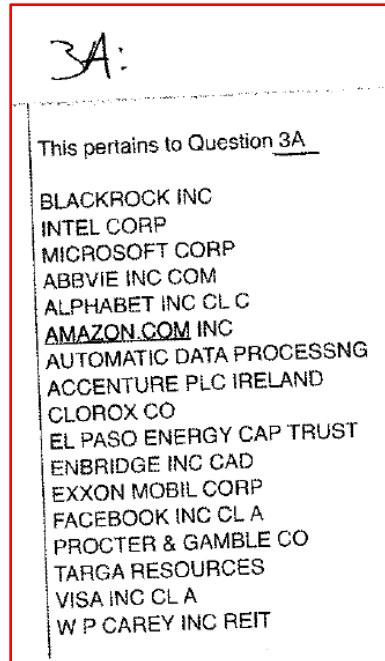 3A:
This pertains to Question 3A
BLACKROCK INC
INTEL CORP
MICROSOFT CORP
ABBVIE INC COM
ALPHABET INC CL C
AMAZON.COM INC
AUTOMATIC DATA PROCESSNG
ACCENTURE PLC IRELAND
CLOROX CO
EL PASO ENERGY CAP TRUST
ENBRIDGE INC CAD
EXXON MOBIL CORP
FACEBOOK INC CL A
PROCTER & GAMBLE CO
TARGA RESOURCES
VISA INC CL A
W P CAREY INC REIT